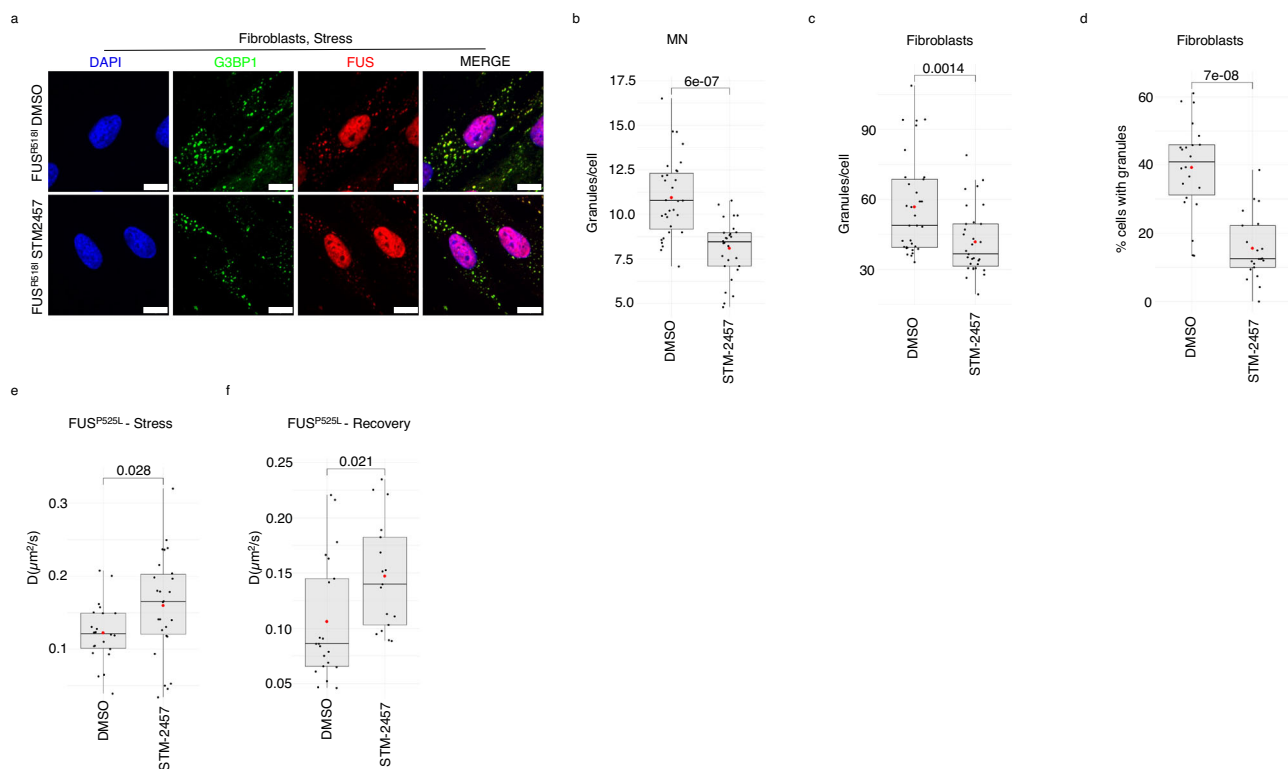 a
Fibroblasts, Stress
DAPI
G3BP1
FUS
MERGE
FUSR518I DMSO
FUSR518I STM2457
b
MN
6e-07
Granules/cell
17.5
15.0
12.5
10.0
7.5
5.0
DMSO
STM-2457
c
Fibroblasts
0.0014
Granules/cell
90
60
30
DMSO
STM-2457
d
Fibroblasts
7e-08
% cells with granules
60
40
20
0
DMSO
STM-2457
e
FUSP525L - Stress
0.028
D(µm²/s)
0.3
0.2
0.1
DMSO
STM-2457
f
FUSP525L - Recovery
0.021
D(µm²/s)
0.25
0.20
0.15
0.10
0.05
DMSO
STM-2457